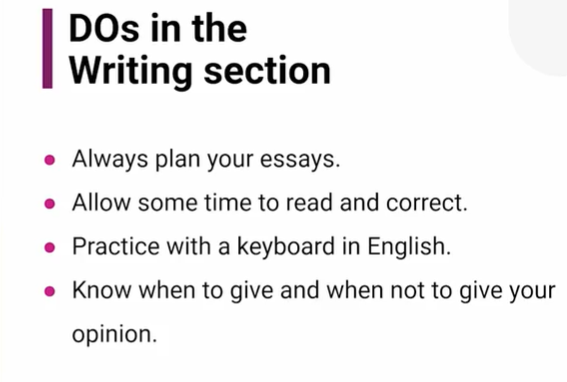 DOs in the
Writing section
Always plan your essays.
Allow some time to read and correct.
Practice with a keyboard in English.
Know when to give and when not to give your
opinion.